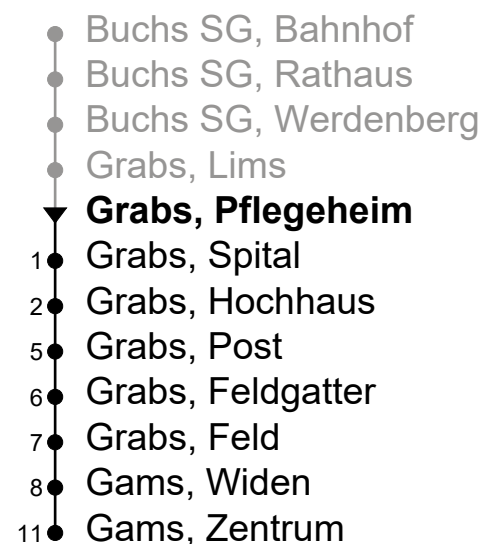 Buchs SG, Bahnhof
Buchs SG, Rathaus
Buchs SG, Werdenberg
Grabs, Lims
Grabs, Pflegeheim
1 Grabs, Spital
2 Grabs, Hochhaus
5 Grabs, Post
6 Grabs, Feldgatter
7 Grabs, Feld
8 Gams, Widen
11 Gams, Zentrum